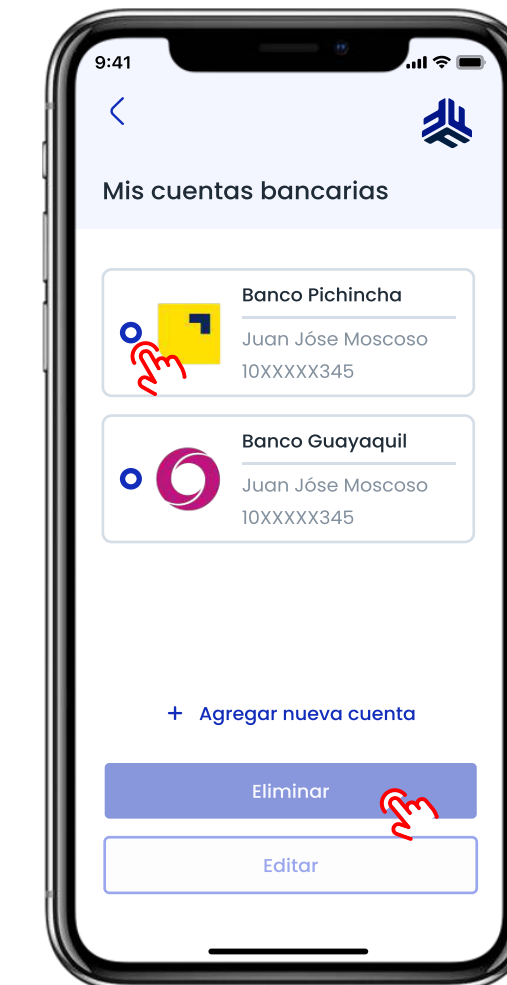 9:41
Mis cuentas bancarias
Banco Pichincha
Juan Jóse Moscoso
10XXXXX345
Banco Guayaquil
Juan Jóse Moscoso
10XXXXX345
+ Agregar nueva cuenta
Eliminar
Editar